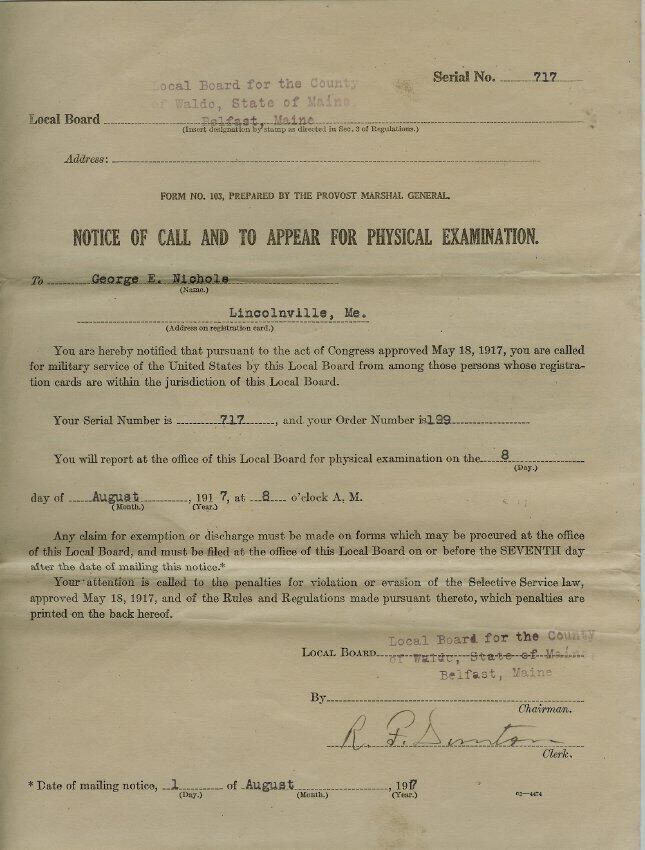 Serial No. 717
Local Board for the County
of Waldo, State of Maine,
Local Board Belfast, Maine
(Insert designation by stamp as directed in Sec. 3 of Regulations.)
Address:
FORM NO. 103, PREPARED BY THE PROVOST MARSHAL GENERAL.
NOTICE OF CALL AND TO APPEAR FOR PHYSICAL EXAMINATION.
To George E. Nichols
(Name.)
Lincolnville, Me.
(Address on registration card.)
You are hereby notified that pursuant to the act of Congress approved May 18, 1917, you are called
for military service of the United States by this Local Board from among those persons whose registra-
tion cards are within the jurisdiction of this Local Board.
Your Serial Number is 717, and your Order Number is 199
You will report at the office of this Local Board for physical examination on the 8
(Day.)
day of August, 191 7, at 8 o'clock A. M.
(Month.) (Year.)
Any claim for exemption or discharge must be made on forms which may be procured at the office
of this Local Board, and must be filed at the office of this Local Board on or before the SEVENTH day
after the date of mailing this notice.*
Your attention is called to the penalties for violation or evasion of the Selective Service law,
approved May 18, 1917, and of the Rules and Regulations made pursuant thereto, which penalties are
printed on the back hereof.
Local Board for the County
LOCAL BOARD of Waldo, State of Maine,
Belfast, Maine
By
Chairman.
R. F. Dunton
Clerk.
* Date of mailing notice, 1 of August, 1917
(Day.) (Month.) (Year.)
03—4474